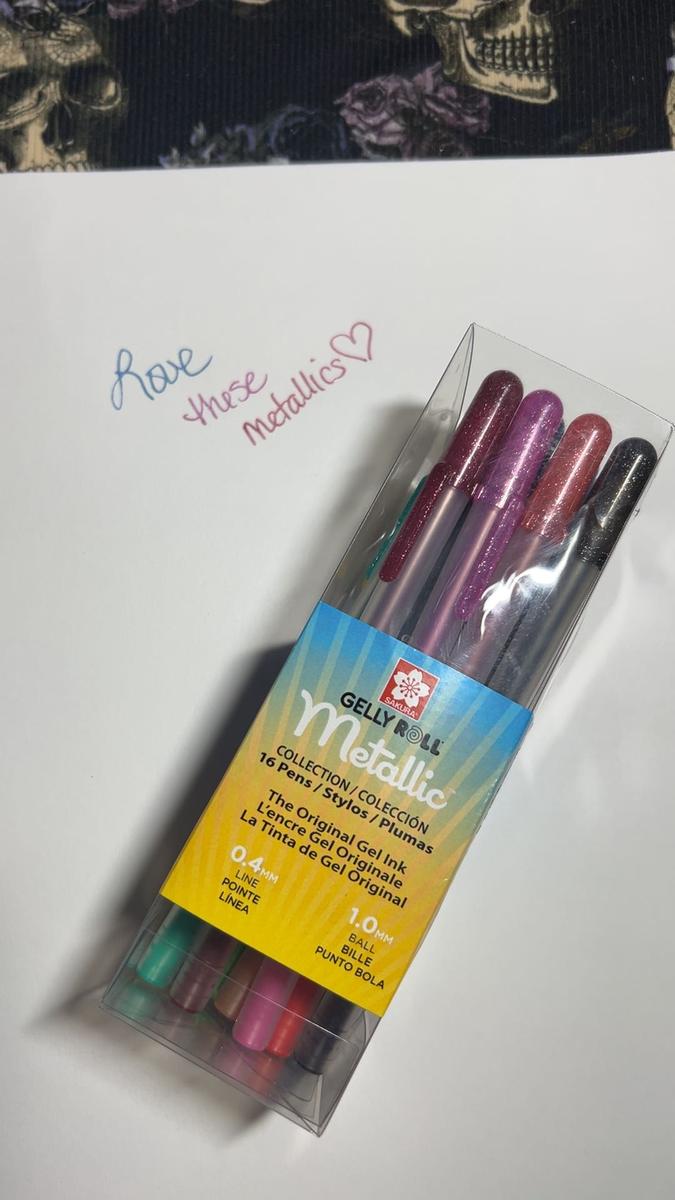 Love
these
metallics♡
SAKURA
GELLY ROLL
Metallic™
COLLECTION / COLECCIÓN
16 Pens / Stylos / Plumas
The Original Gel Ink
L'encre Gel Originale
La Tinta de Gel Original
0.4MM
LINE
POINTE
LÍNEA
1.0MM
BALL
BILLE
PUNTO BOLA